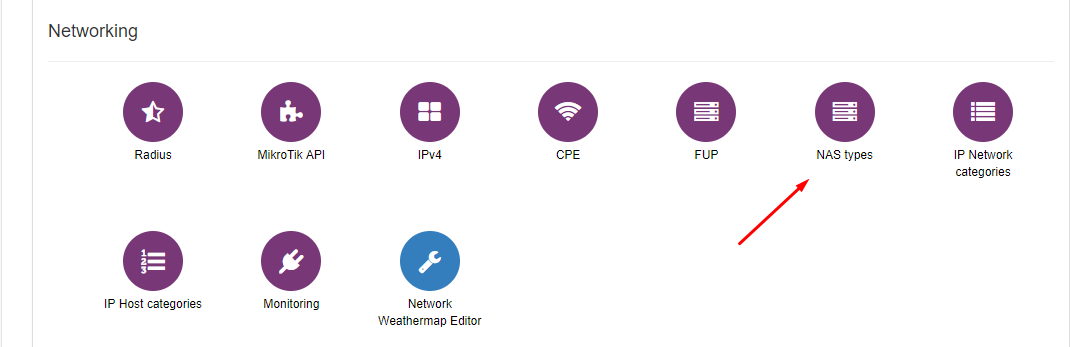 Networking
Radius
MikroTik API
IPv4
CPE
FUP
NAS types
IP Network
categories
IP Host categories
Monitoring
Network
Weathermap Editor